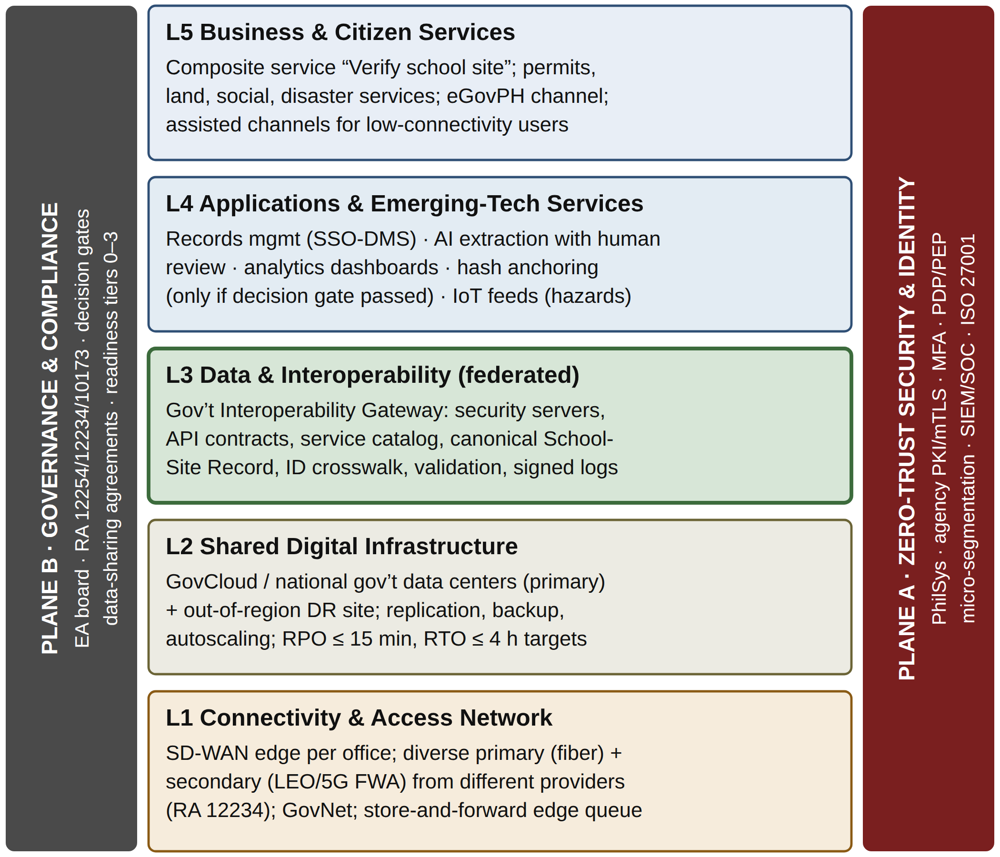 PLANE B · GOVERNANCE & COMPLIANCE
EA board · RA 12254/12234/10173 · decision gates
data-sharing agreements · readiness tiers 0–3
L5 Business & Citizen Services
Composite service “Verify school site”; permits,
land, social, disaster services; eGovPH channel;
assisted channels for low-connectivity users
L4 Applications & Emerging-Tech Services
Records mgmt (SSO-DMS) · AI extraction with human
review · analytics dashboards · hash anchoring
(only if decision gate passed) · IoT feeds (hazards)
L3 Data & Interoperability (federated)
Gov’t Interoperability Gateway: security servers,
API contracts, service catalog, canonical School-
Site Record, ID crosswalk, validation, signed logs
L2 Shared Digital Infrastructure
GovCloud / national gov’t data centers (primary)
+ out-of-region DR site; replication, backup,
autoscaling; RPO ≤ 15 min, RTO ≤ 4 h targets
L1 Connectivity & Access Network
SD-WAN edge per office; diverse primary (fiber) +
secondary (LEO/5G FWA) from different providers
(RA 12234); GovNet; store-and-forward edge queue
PLANE A · ZERO-TRUST SECURITY & IDENTITY
PhilSys · agency PKI/mTLS · MFA · PDP/PEP
micro-segmentation · SIEM/SOC · ISO 27001